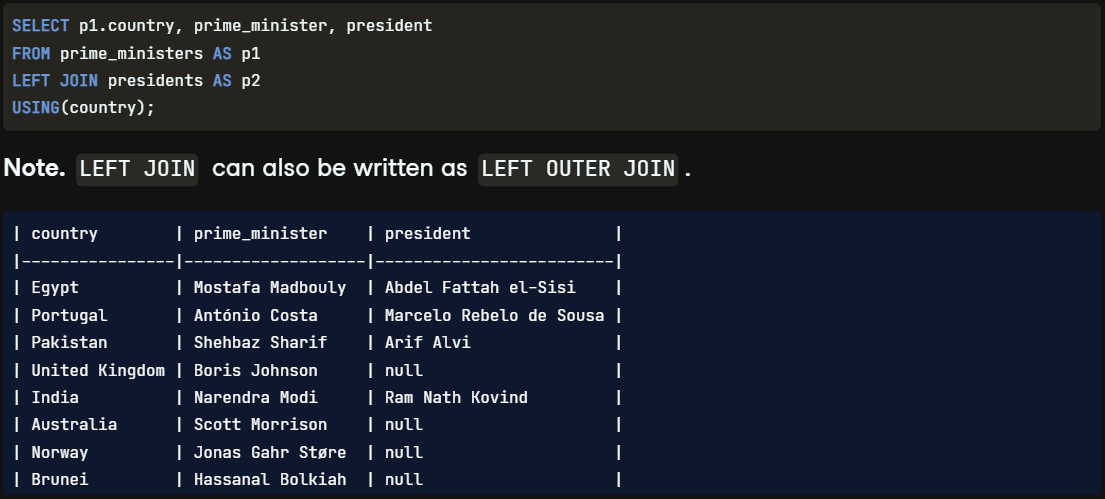 SELECT p1.country, prime_minister, president
FROM prime_ministers AS p1
LEFT JOIN presidents AS p2
USING(country);
Note. LEFT JOIN can also be written as LEFT OUTER JOIN.
| country        | prime_minister    | president               |
|----------------|-------------------|-------------------------|
| Egypt          | Mostafa Madbouly  | Abdel Fattah el-Sisi    |
| Portugal       | António Costa     | Marcelo Rebelo de Sousa |
| Pakistan       | Shehbaz Sharif    | Arif Alvi               |
| United Kingdom | Boris Johnson     | null                    |
| India          | Narendra Modi     | Ram Nath Kovind         |
| Australia      | Scott Morrison    | null                    |
| Norway         | Jonas Gahr Støre  | null                    |
| Brunei         | Hassanal Bolkiah  | null                    |